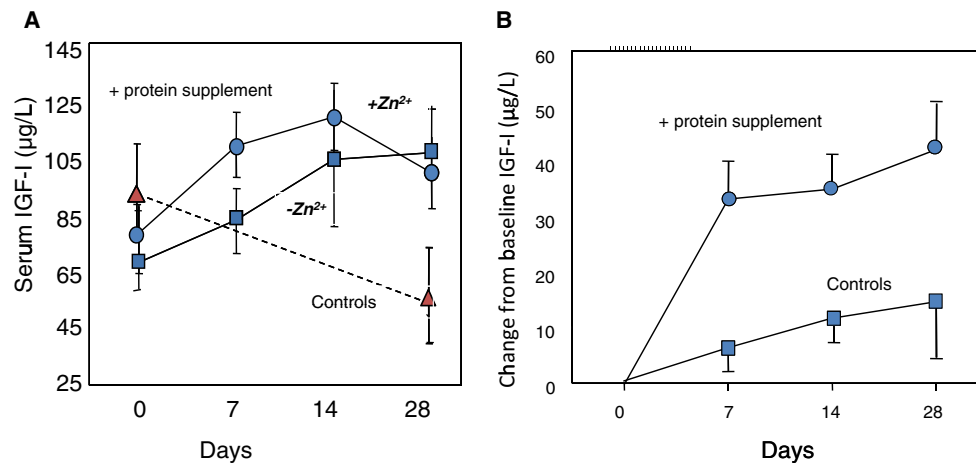 A
Serum IGF-I (µg/L)
145
125
105
85
65
45
25
+ protein supplement
+Zn²⁺
-Zn²⁺
Controls
0 7 14 28
Days
B
Change from baseline IGF-I (µg/L)
60
50
40
30
20
10
0
+ protein supplement
Controls
0 7 14 28
Days